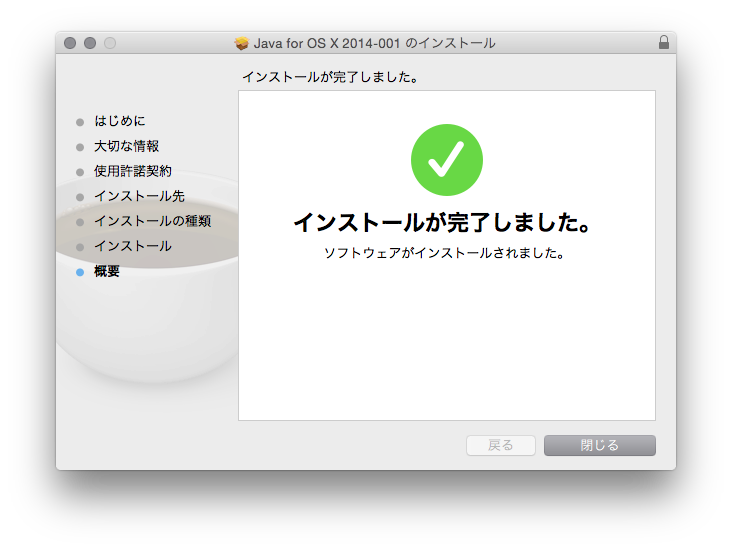 Java for OS X 2014-001 のインストール
インストールが完了しました。
はじめに
大切な情報
使用許諾契約
インストール先
インストールの種類
インストール
概要
インストールが完了しました。
ソフトウェアがインストールされました。
戻る
閉じる